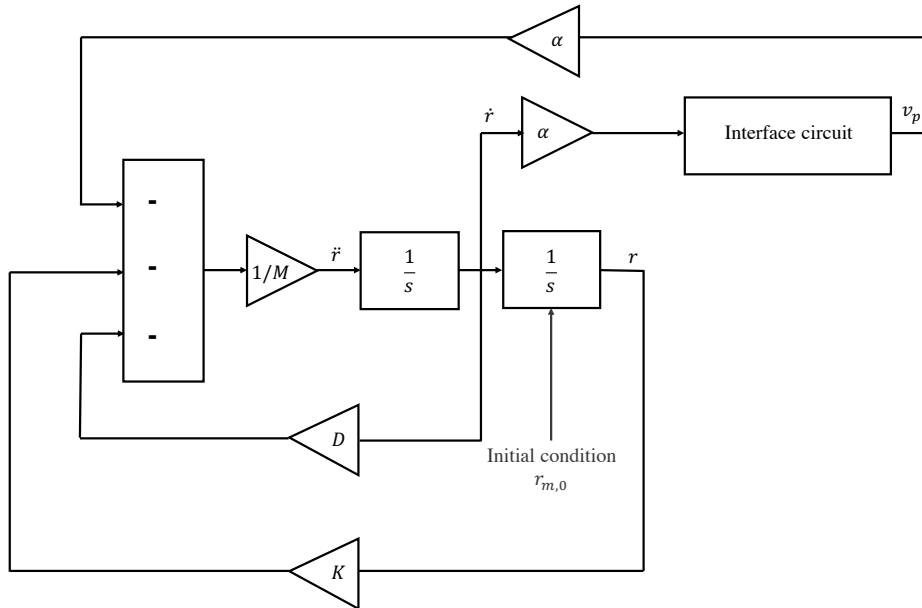 α
ṙ
α
Interface circuit
v_p
-
-
-
1/M
r̈
1
s
1
s
r
D
Initial condition
r_{m,0}
K